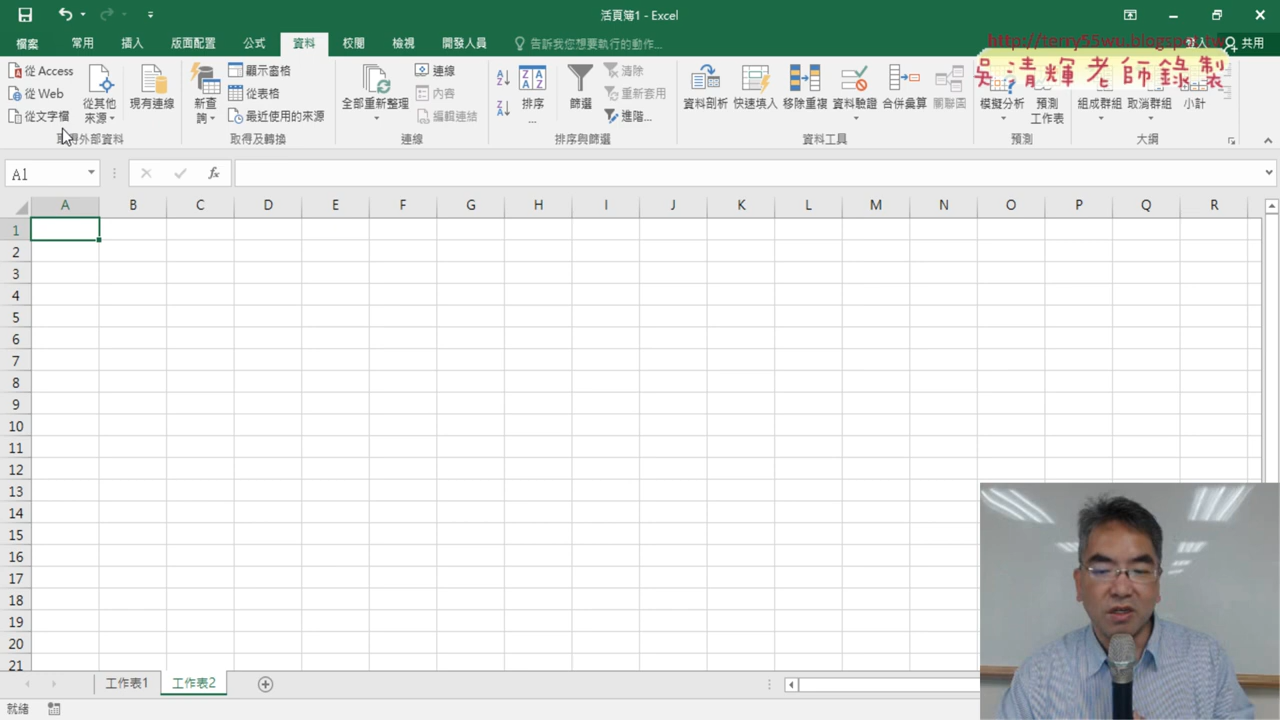 活頁簿1 - Excel
檔案 常用 插入 版面配置 公式 資料 校閱 檢視 開發人員 告訴我您想要執行的動作... 共用
http://terry55wu.blogspot.tw
吳清輝老師錄製
從 Access
從 Web
從文字檔
從其他來源
現有連線
取得外部資料
新查詢
顯示窗格
從表格
最近使用的來源
取得及轉換
全部重新整理
連線
內容
編輯連結
連線
排序...
篩選
清除
重新套用
進階...
排序與篩選
資料剖析 快速填入 移除重複 資料驗證 合併彙算 關聯圖
資料工具
模擬分析 預測工作表
預測
組成群組 取消群組 小計
大綱
A1 fx
A B C D E F G H I J K L M N O P Q R
1
2
3
4
5
6
7
8
9
10
11
12
13
14
15
16
17
18
19
20
21
工作表1 工作表2
就緒